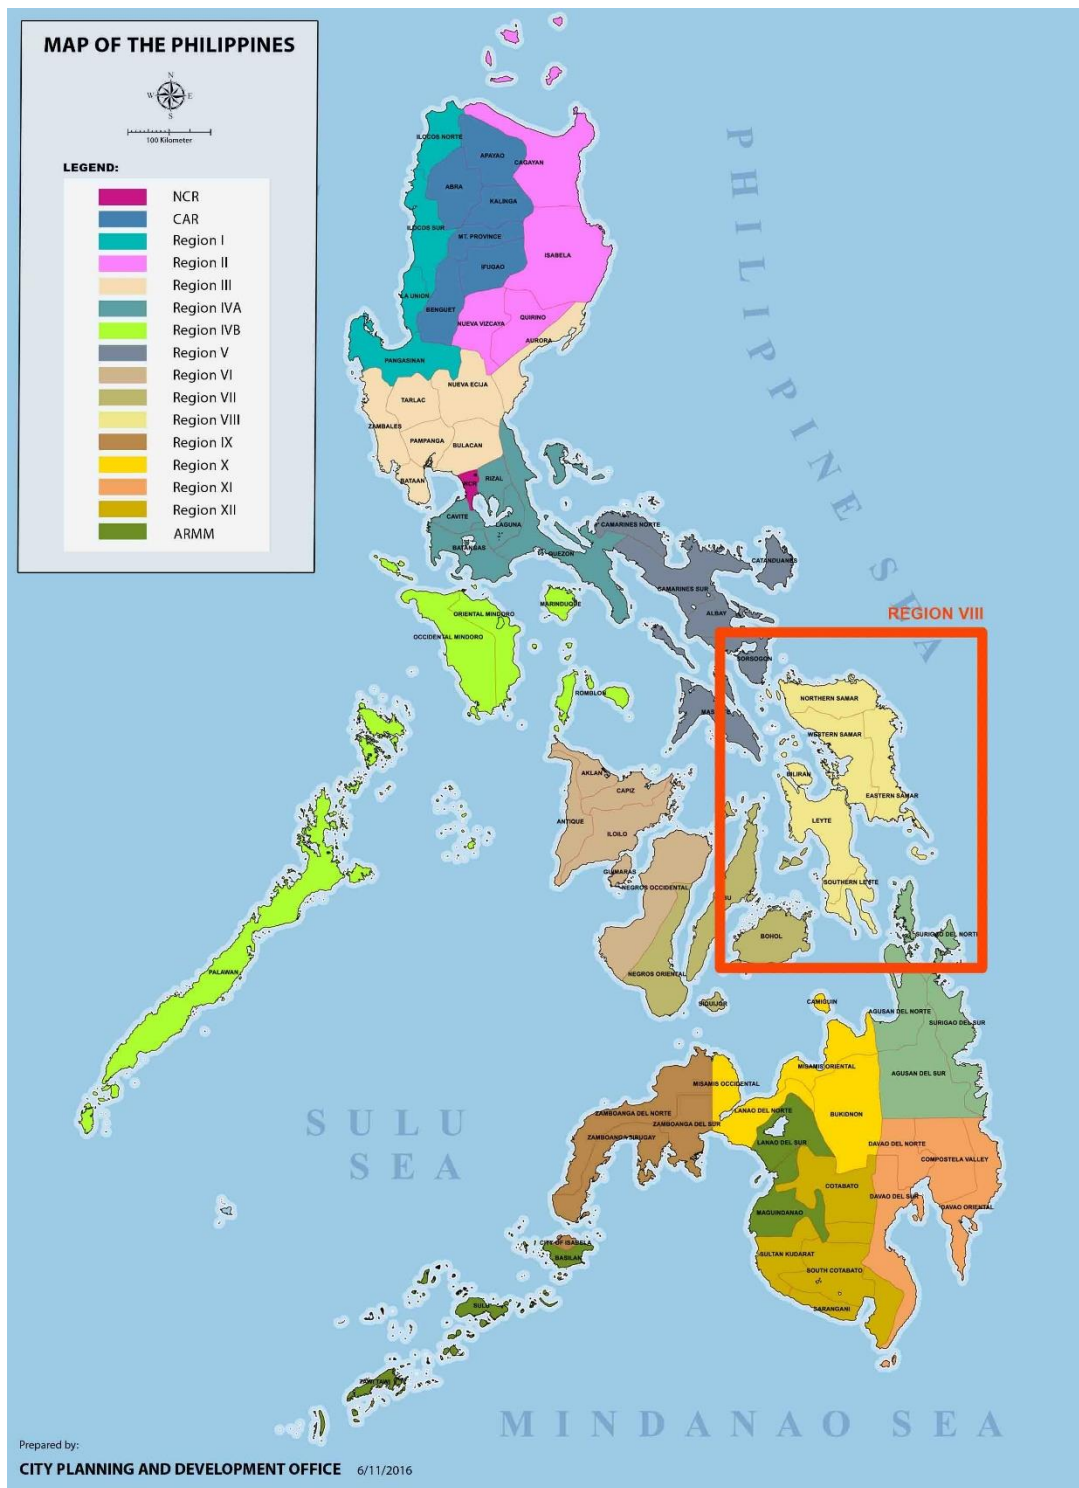 MAP OF THE PHILIPPINES
N
W E
S
100 Kilometer
LEGEND:
NCR
CAR
Region I
Region II
Region III
Region IVA
Region IVB
Region V
Region VI
Region VII
Region VIII
Region IX
Region X
Region XI
Region XII
ARMM
PHILIPPINE SEA
ILOCOS NORTE
APAYAO
CAGAYAN
ABRA
KALINGA
ILOCOS SUR
MT. PROVINCE
ISABELA
IFUGAO
LA UNION
BENGUET
NUEVA VIZCAYA
QUIRINO
AURORA
PANGASINAN
NUEVA ECIJA
TARLAC
ZAMBALES
PAMPANGA
BULACAN
BATAAN
NCR
RIZAL
CAVITE
LAGUNA
BATANGAS
QUEZON
CAMARINES NORTE
CATANDUANES
CAMARINES SUR
ALBAY
MARINDUQUE
ORIENTAL MINDORO
OCCIDENTAL MINDORO
REGION VIII
SORSOGON
ROMBLON
NORTHERN SAMAR
WESTERN SAMAR
BILIRAN
EASTERN SAMAR
LEYTE
SOUTHERN LEYTE
AKLAN
CAPIZ
ANTIQUE
ILOILO
GUIMARAS
NEGROS OCCIDENTAL
BOHOL
NEGROS ORIENTAL
SIQUIJOR
PALAWAN
SURIGAO DEL NORTE
CAMIGUIN
AGUSAN DEL NORTE
SURIGAO DEL SUR
AGUSAN DEL SUR
MISAMIS ORIENTAL
MISAMIS OCCIDENTAL
LANAO DEL NORTE
BUKIDNON
ZAMBOANGA DEL NORTE
ZAMBOANGA DEL SUR
ZAMBOANGA SIBUGAY
LANAO DEL SUR
DAVAO DEL NORTE
COMPOSTELA VALLEY
COTABATO
DAVAO DEL SUR
DAVAO ORIENTAL
MAGUINDANAO
SULTAN KUDARAT
SOUTH COTABATO
SARANGANI
CITY OF ISABELA
BASILAN
SULU
SULU
SEA
MINDANAO SEA
Prepared by:
CITY PLANNING AND DEVELOPMENT OFFICE 6/11/2016